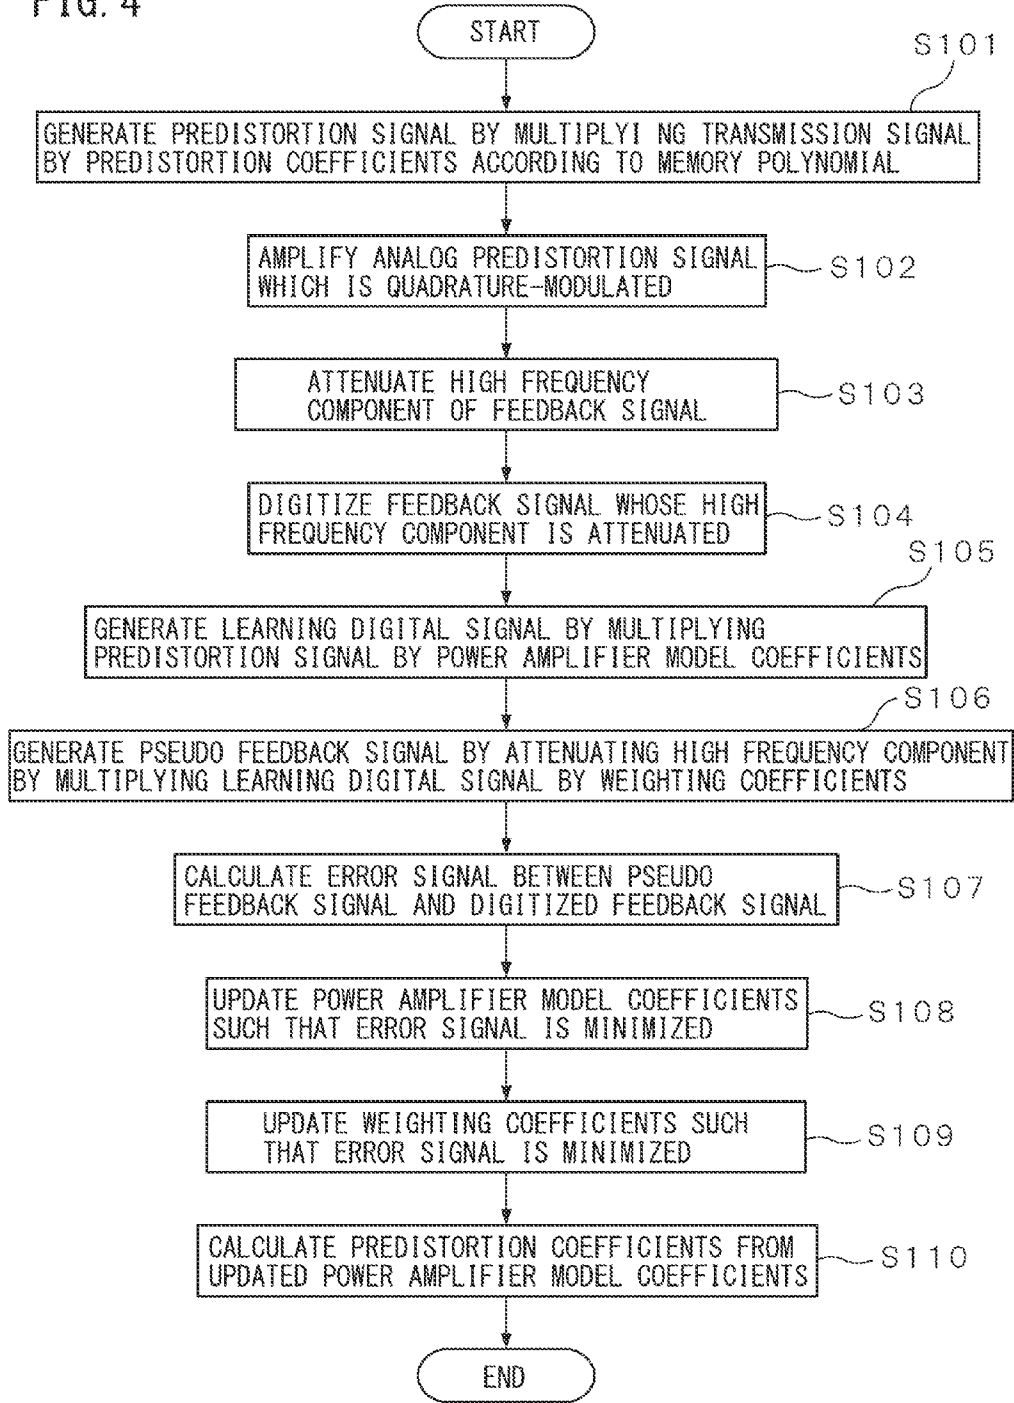 FIG. 4
START
S101
GENERATE PREDISTORTION SIGNAL BY MULTIPLYI NG TRANSMISSION SIGNAL
BY PREDISTORTION COEFFICIENTS ACCORDING TO MEMORY POLYNOMIAL
AMPLIFY ANALOG PREDISTORTION SIGNAL
WHICH IS QUADRATURE-MODULATED
S102
ATTENUATE HIGH FREQUENCY
COMPONENT OF FEEDBACK SIGNAL
S103
DIGITIZE FEEDBACK SIGNAL WHOSE HIGH
FREQUENCY COMPONENT IS ATTENUATED
S104
S105
GENERATE LEARNING DIGITAL SIGNAL BY MULTIPLYING
PREDISTORTION SIGNAL BY POWER AMPLIFIER MODEL COEFFICIENTS
S106
GENERATE PSEUDO FEEDBACK SIGNAL BY ATTENUATING HIGH FREQUENCY COMPONENT
BY MULTIPLYING LEARNING DIGITAL SIGNAL BY WEIGHTING COEFFICIENTS
CALCULATE ERROR SIGNAL BETWEEN PSEUDO
FEEDBACK SIGNAL AND DIGITIZED FEEDBACK SIGNAL
S107
UPDATE POWER AMPLIFIER MODEL COEFFICIENTS
SUCH THAT ERROR SIGNAL IS MINIMIZED
S108
UPDATE WEIGHTING COEFFICIENTS SUCH
THAT ERROR SIGNAL IS MINIMIZED
S109
CALCULATE PREDISTORTION COEFFICIENTS FROM
UPDATED POWER AMPLIFIER MODEL COEFFICIENTS
S110
END